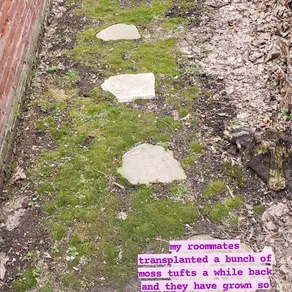 my roommates
transplanted a bunch of
moss tufts a while back
and they have grown so